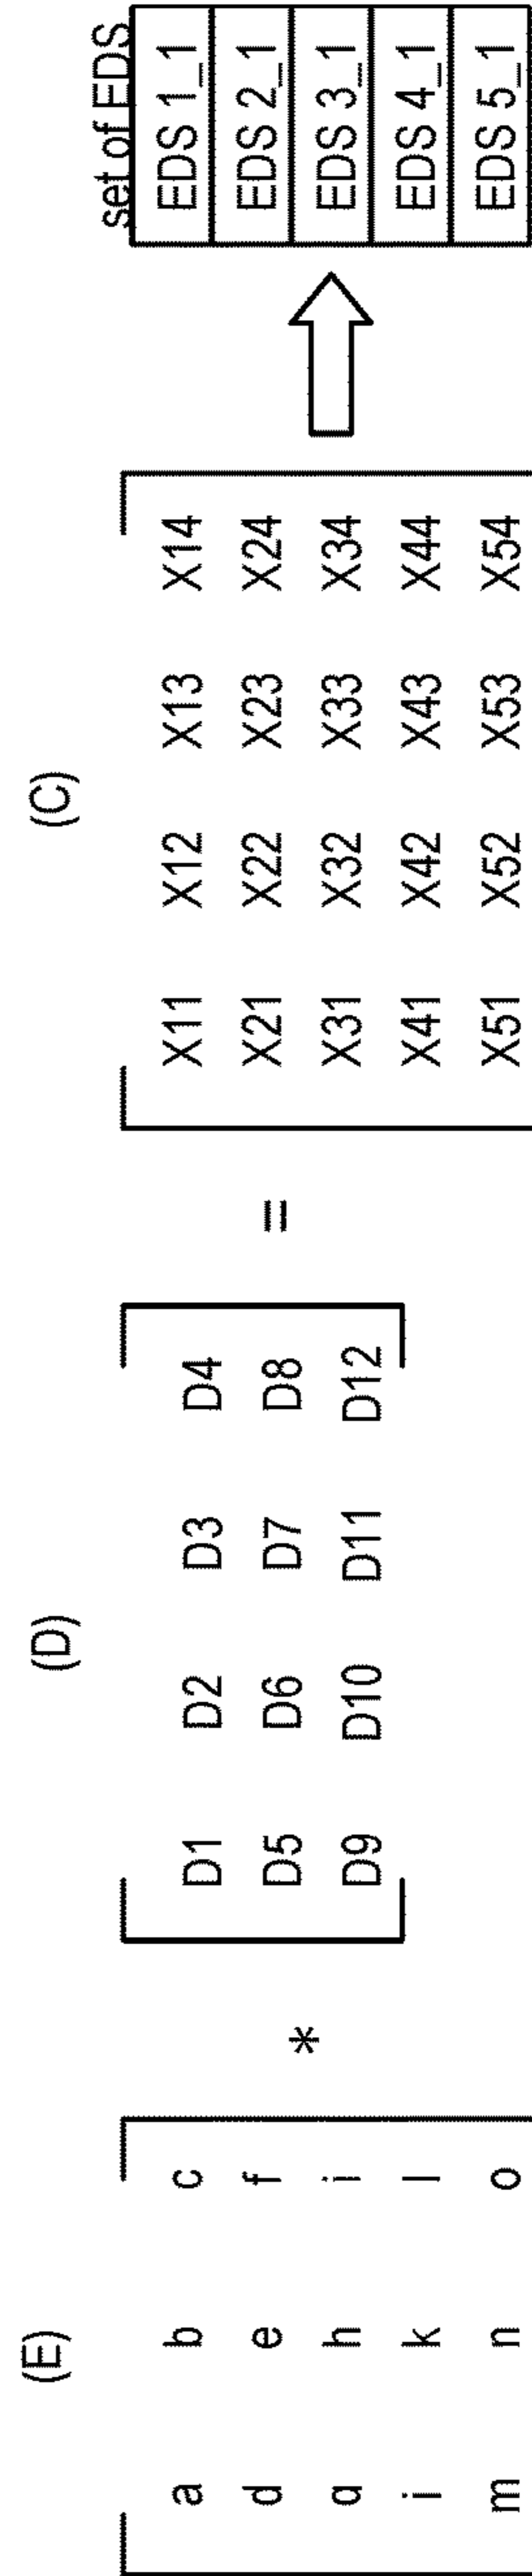 (E) (D) (C)
set of EDS
a b c
d e f
g h i
j k l
m n o
*
D1 D2 D3 D4
D5 D6 D7 D8
D9 D10 D11 D12
=
X11 X12 X13 X14
X21 X22 X23 X24
X31 X32 X33 X34
X41 X42 X43 X44
X51 X52 X53 X54
EDS 1_1
EDS 2_1
EDS 3_1
EDS 4_1
EDS 5_1